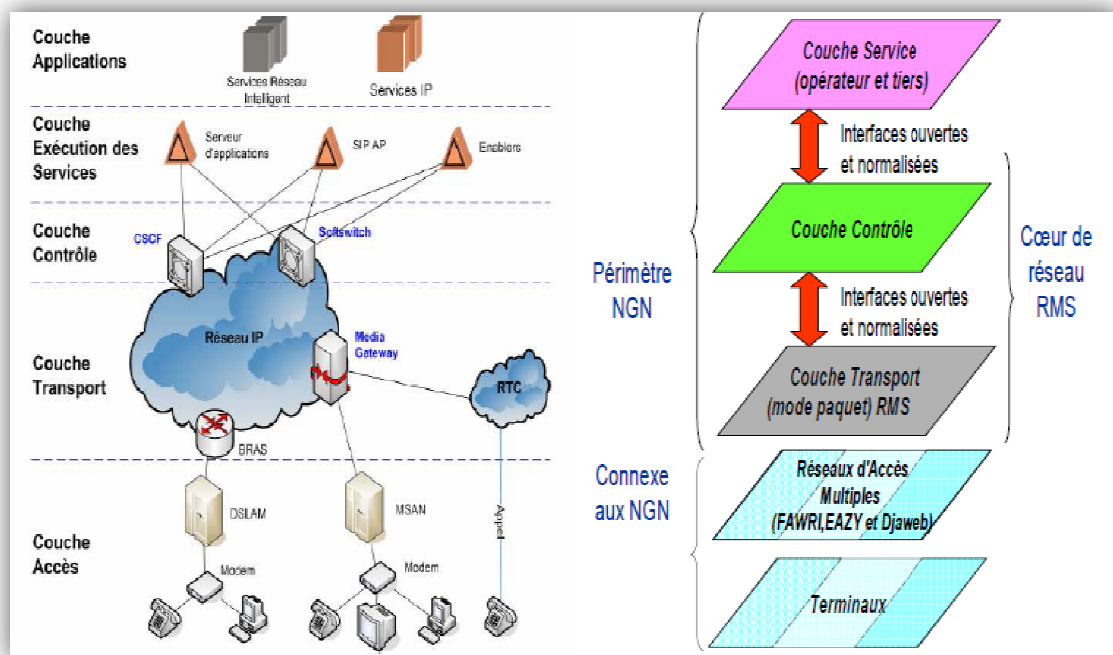 Couche
Applications
Services Réseau
Intelligent
Services IP
Couche
Exécution des
Services
Serveur
d'applications
SIP AP
Enablers
Couche
Contrôle
CSCF
Softswitch
Couche
Transport
Réseau IP
Media
Gateway
RTC
BRAS
Couche
Accès
DSLAM
MSAN
Appel
Modem
Modem
Couche Service
(opérateur et tiers)
Interfaces ouvertes
et normalisées
Couche Contrôle
Périmètre
NGN
Cœur de
réseau
RMS
Interfaces ouvertes
et normalisées
Couche Transport
(mode paquet) RMS
Connexe
aux NGN
Réseaux d'Accès
Multiples
(FAWRI,EAZY et Djaweb)
Terminaux